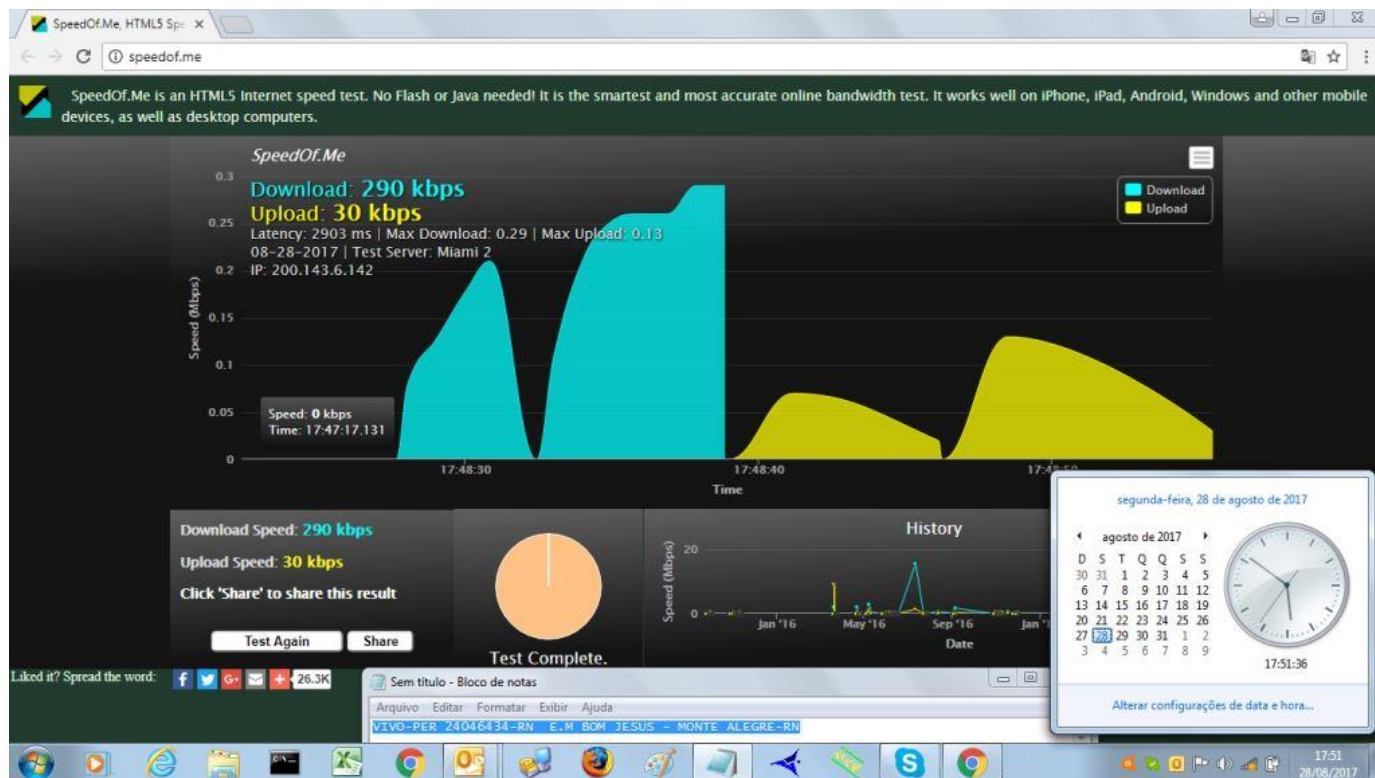 SpeedOf.Me, HTML5 Spe
speedof.me
SpeedOf.Me is an HTML5 Internet speed test. No Flash or Java needed! It is the smartest and most accurate online bandwidth test. It works well on iPhone, iPad, Android, Windows and other mobile
devices, as well as desktop computers.
SpeedOf.Me
Download: 290 kbps
Upload: 30 kbps
Latency: 2903 ms | Max Download: 0.29 | Max Upload: 0.13
08-28-2017 | Test Server: Miami 2
IP: 200.143.6.142
Download
Upload
Speed (Mbps)
0.3
0.25
0.2
0.15
0.1
0.05
0
Speed: 0 kbps
Time: 17:47:17.131
17:48:30
17:48:40
17:48:50
Time
Download Speed: 290 kbps
Upload Speed: 30 kbps
Click 'Share' to share this result
Test Again
Share
Test Complete.
History
Speed (Mbps)
20
0
Jan '16
May '16
Sep '16
Jan '1
Date
segunda-feira, 28 de agosto de 2017
agosto de 2017
D S T Q Q S S
30 31 1 2 3 4 5
6 7 8 9 10 11 12
13 14 15 16 17 18 19
20 21 22 23 24 25 26
27 28 29 30 31 1 2
3 4 5 6 7 8 9
17:51:36
Alterar configurações de data e hora...
Liked it? Spread the word:
26.3K
Sem título - Bloco de notas
Arquivo Editar Formatar Exibir Ajuda
VIVO-PER 24046434-RN E.M BOM JESUS - MONTE ALEGRE-RN
17:51
28/08/2017